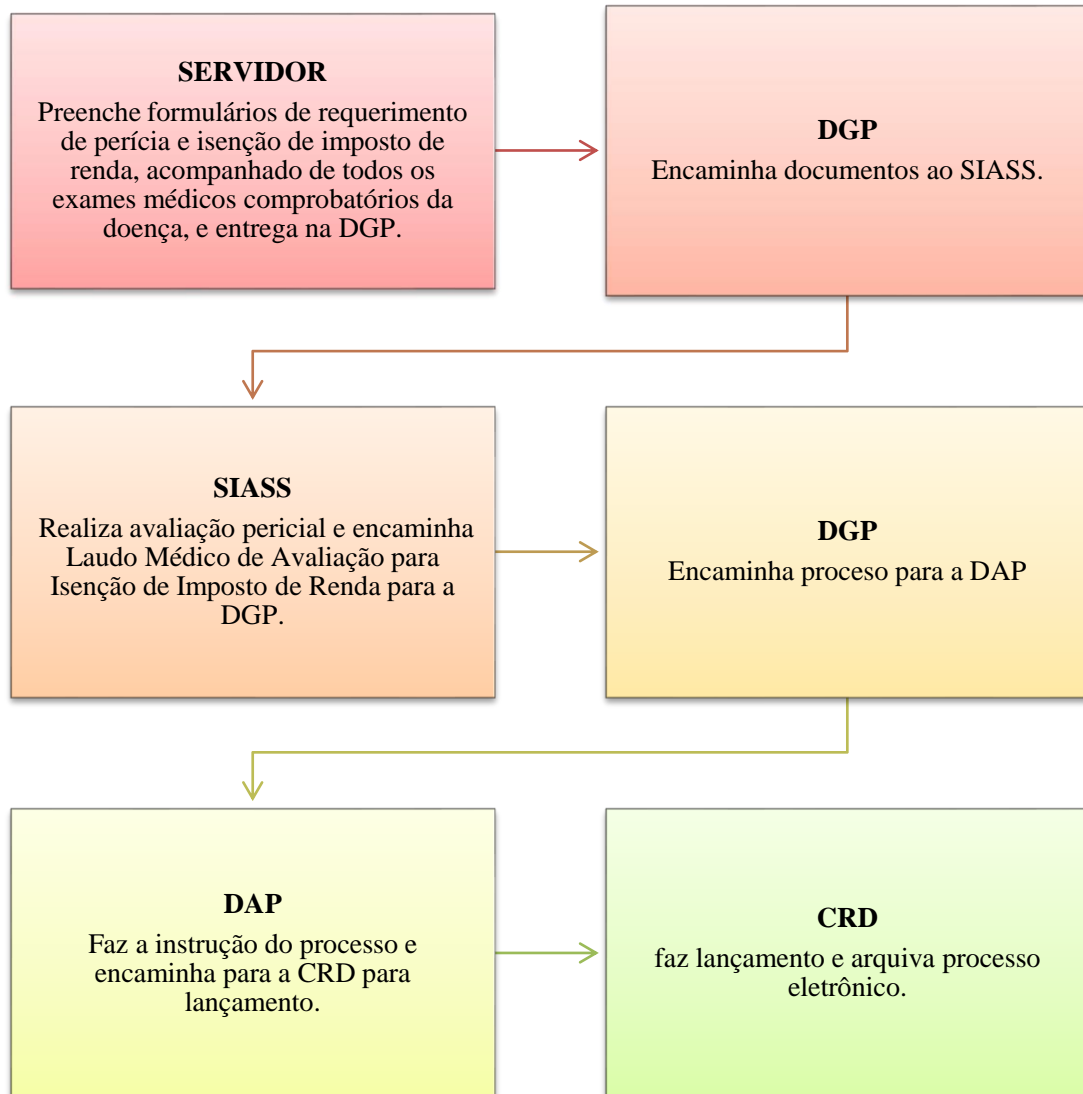 SERVIDOR
Preenche formulários de requerimento
de perícia e isenção de imposto de
renda, acompanhado de todos os
exames médicos comprobatórios da
doença, e entrega na DGP.
DGP
Encaminha documentos ao SIASS.
SIASS
Realiza avaliação pericial e encaminha
Laudo Médico de Avaliação para
Isenção de Imposto de Renda para a
DGP.
DGP
Encaminha proceso para a DAP
DAP
Faz a instrução do processo e
encaminha para a CRD para
lançamento.
CRD
faz lançamento e arquiva processo
eletrônico.